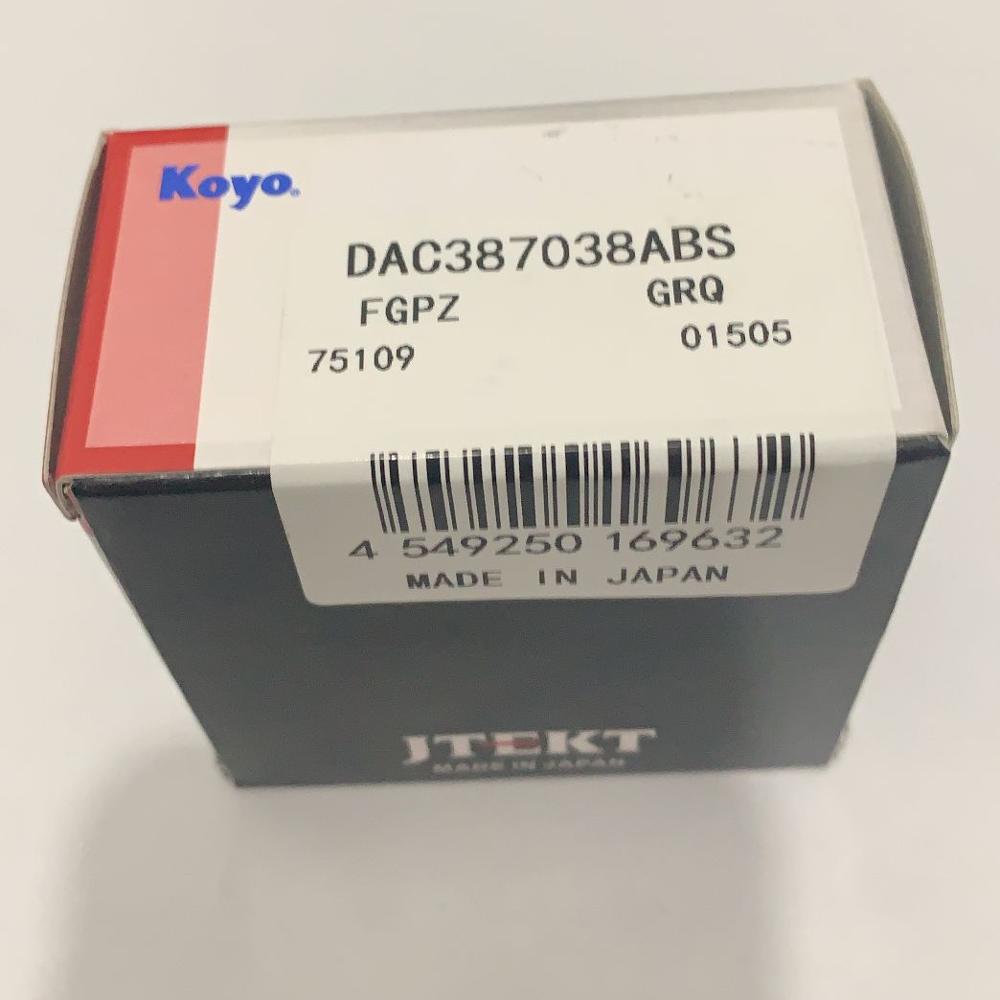 Koyo
DAC387038ABS
FGPZ GRQ
75109 01505
4 549250 169632
MADE IN JAPAN
JTEKT
MADE IN JAPAN